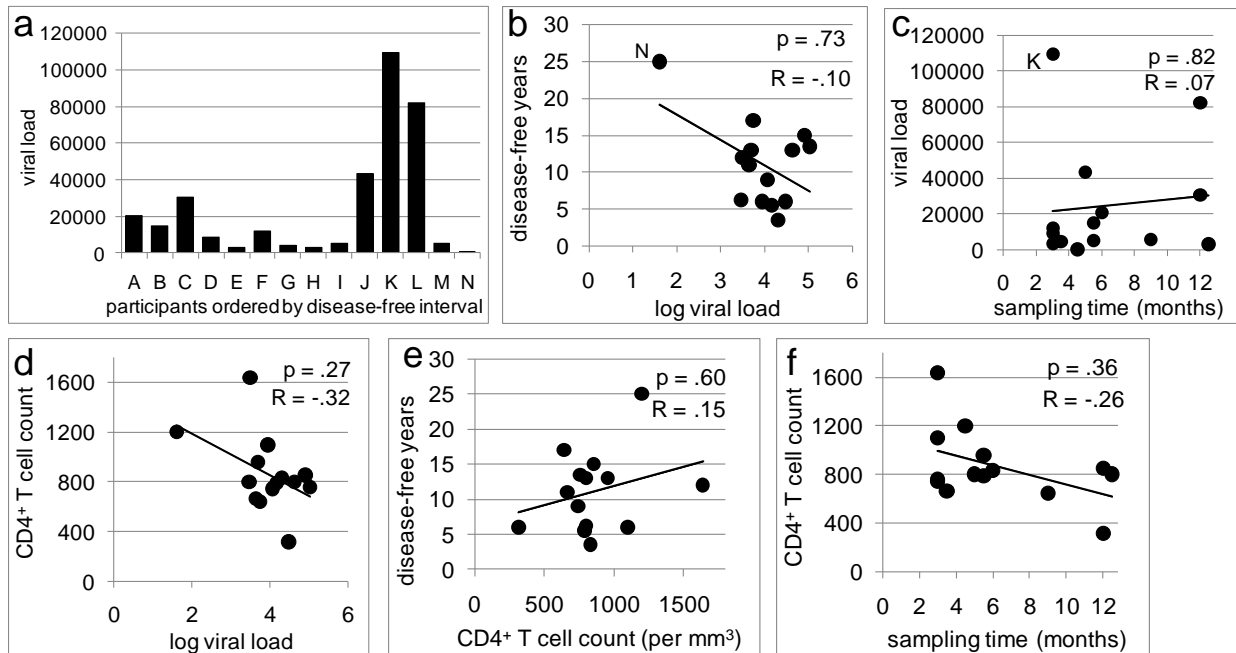 a
120000
100000
80000
60000
40000
20000
0
viral load
A B C D E F G H I J K L M N
participants ordered by disease-free interval
b
30
25
20
15
10
5
0
disease-free years
N
p = .73
R = -.10
0 1 2 3 4 5 6
log viral load
c
120000
100000
80000
60000
40000
20000
0
viral load
K
p = .82
R = .07
0 2 4 6 8 10 12
sampling time (months)
d
1600
1200
800
400
0
CD4⁺ T cell count
p = .27
R = -.32
0 2 4 6
log viral load
e
30
25
20
15
10
5
0
disease-free years
p = .60
R = .15
0 500 1000 1500
CD4⁺ T cell count (per mm³)
f
1600
1200
800
400
0
CD4⁺ T cell count
p = .36
R = -.26
0 2 4 6 8 10 12
sampling time (months)